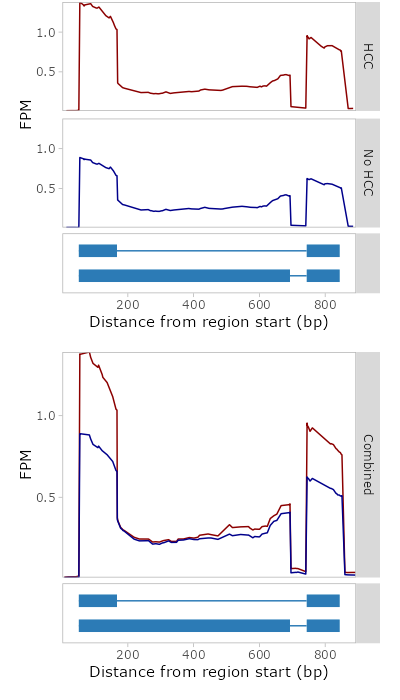 1.0
0.5
HCC
FPM
1.0
0.5
No HCC
200 400 600 800
Distance from region start (bp)
1.0
0.5
FPM
Combined
200 400 600 800
Distance from region start (bp)